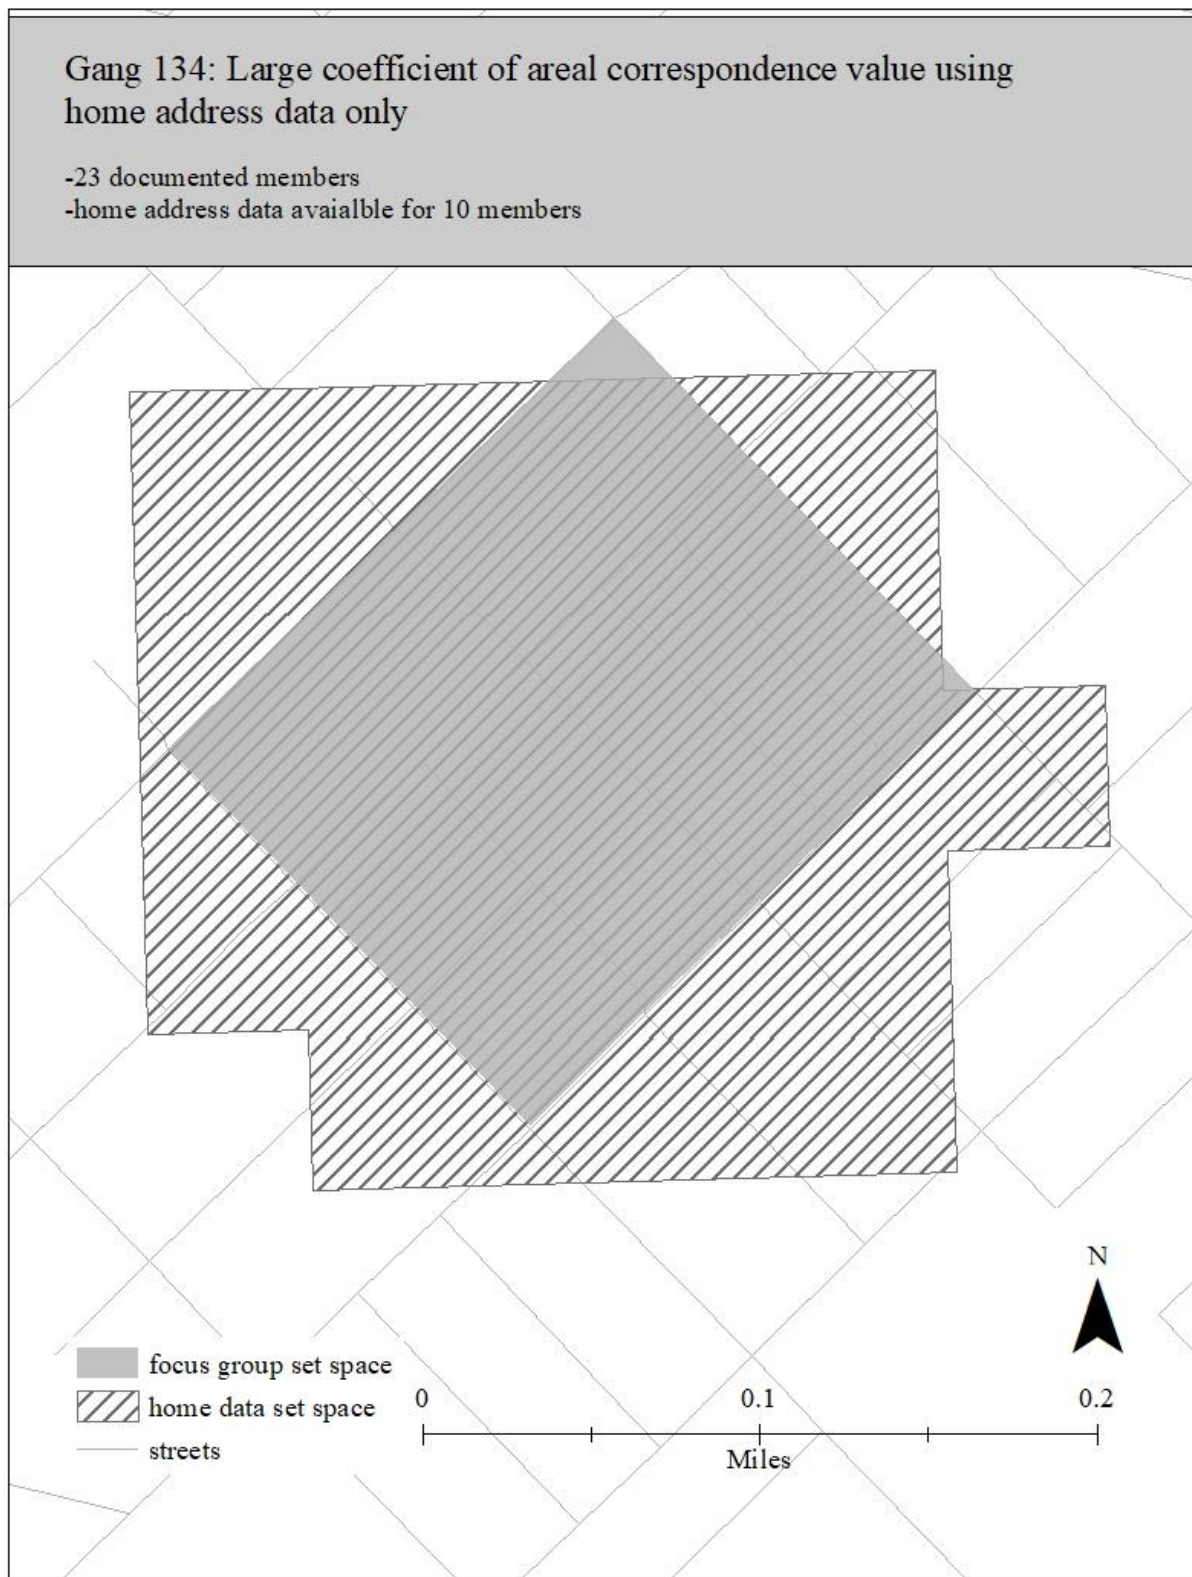 Gang 134: Large coefficient of areal correspondence value using
home address data only
-23 documented members
-home address data avaialble for 10 members
N
focus group set space
home data set space
streets
0 0.1 0.2
Miles